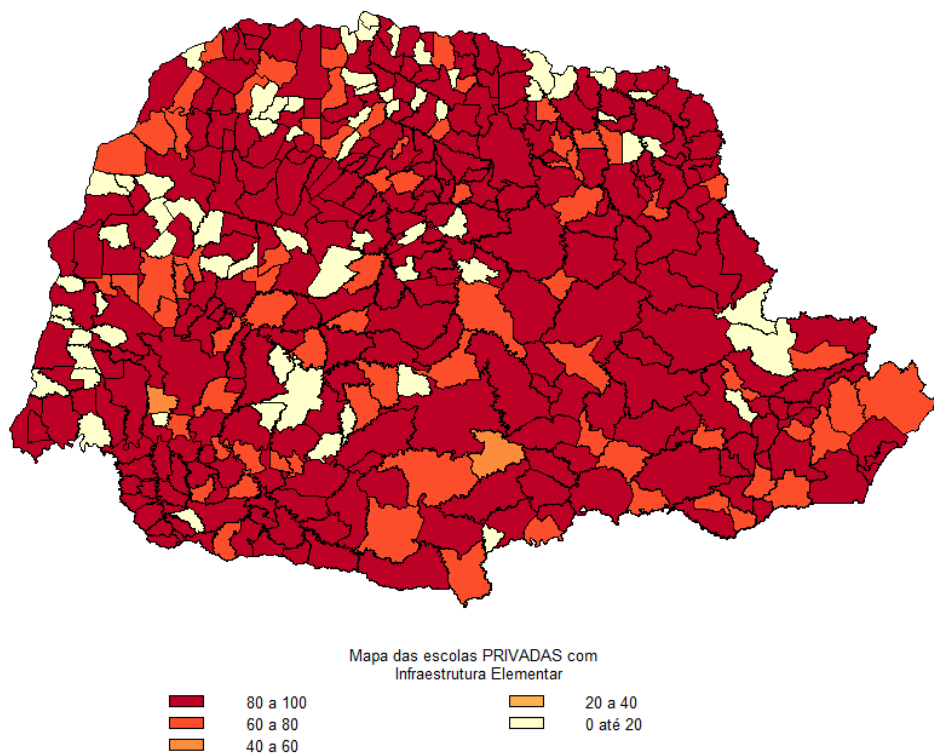 Mapa das escolas PRIVADAS com
Infraestrutura Elementar
80 a 100
60 a 80
40 a 60
20 a 40
0 até 20